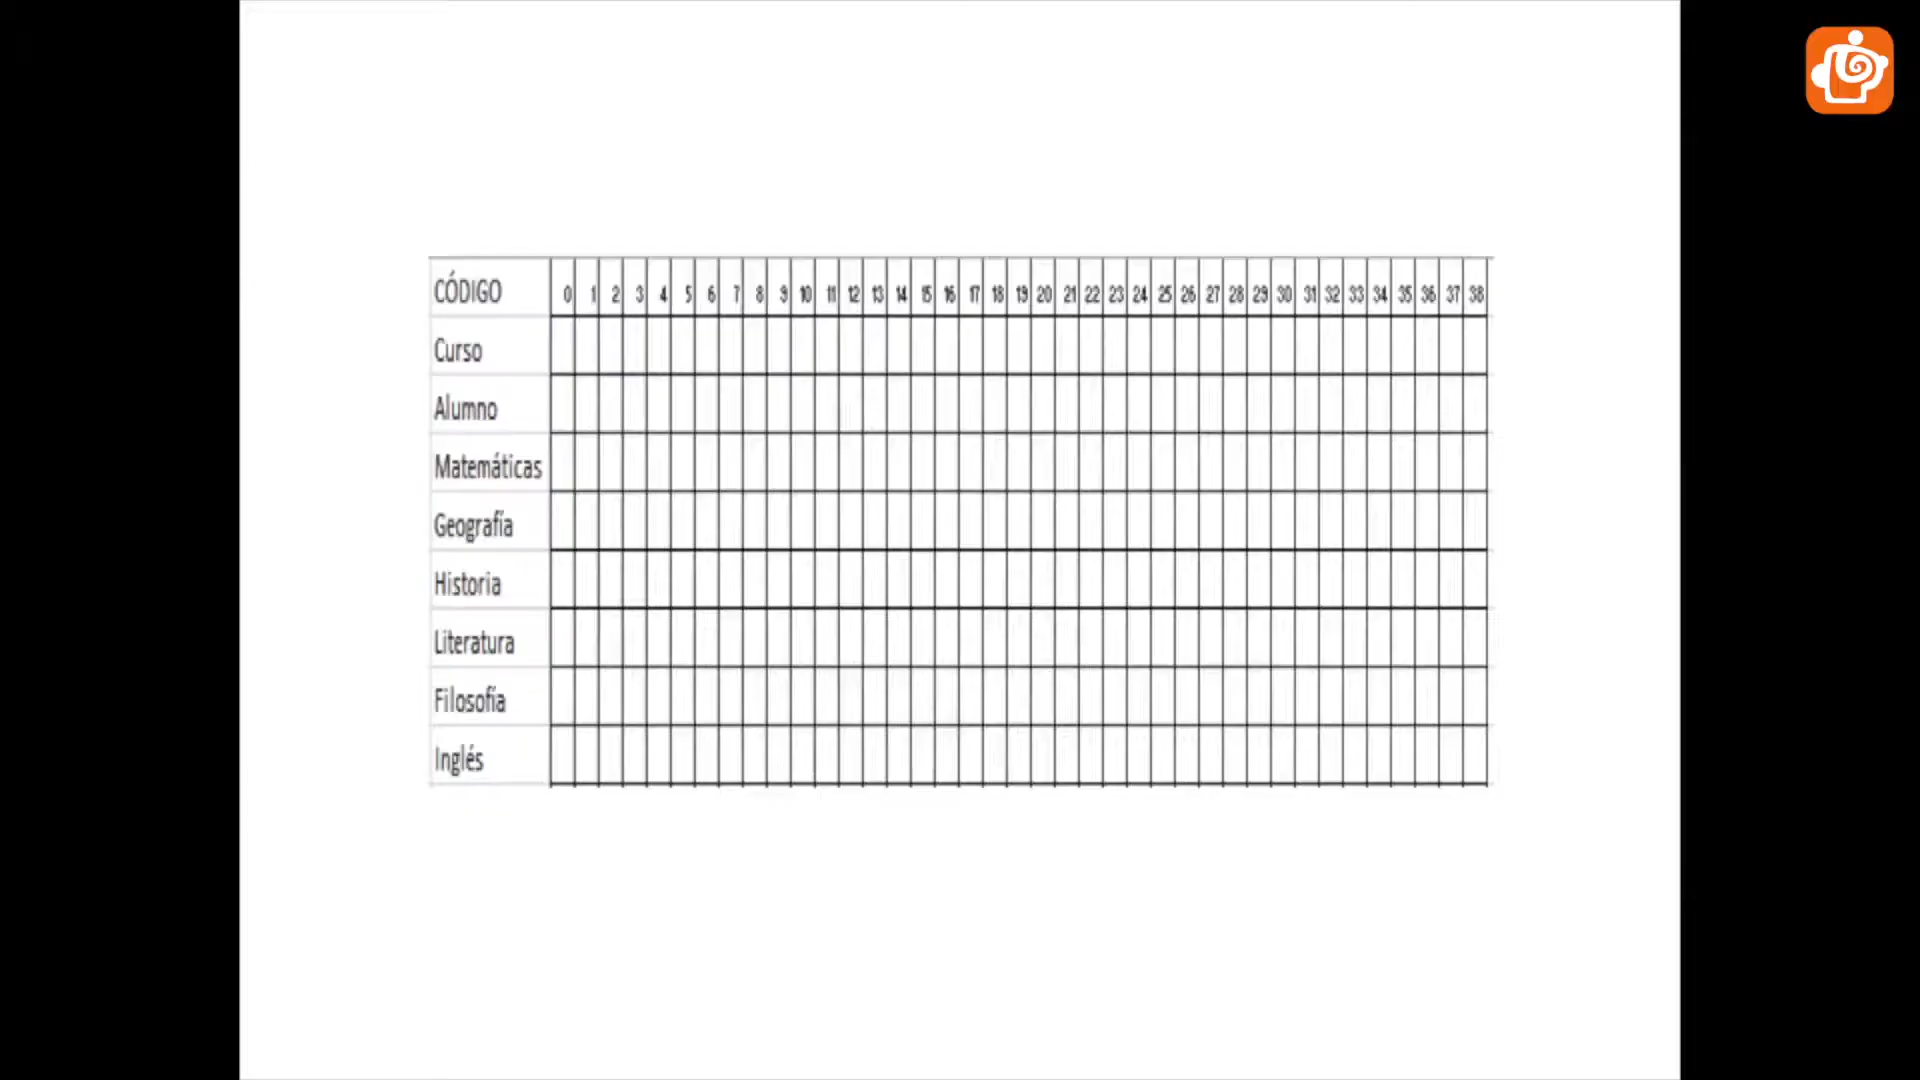 CÓDIGO 0 1 2 3 4 5 6 7 8 9 10 11 12 13 14 15 16 17 18 19 20 21 22 23 24 25 26 27 28 29 30 31 32 33 34 35 36 37 38
Curso
Alumno
Matemáticas
Geografía
Historia
Literatura
Filosofía
Inglés